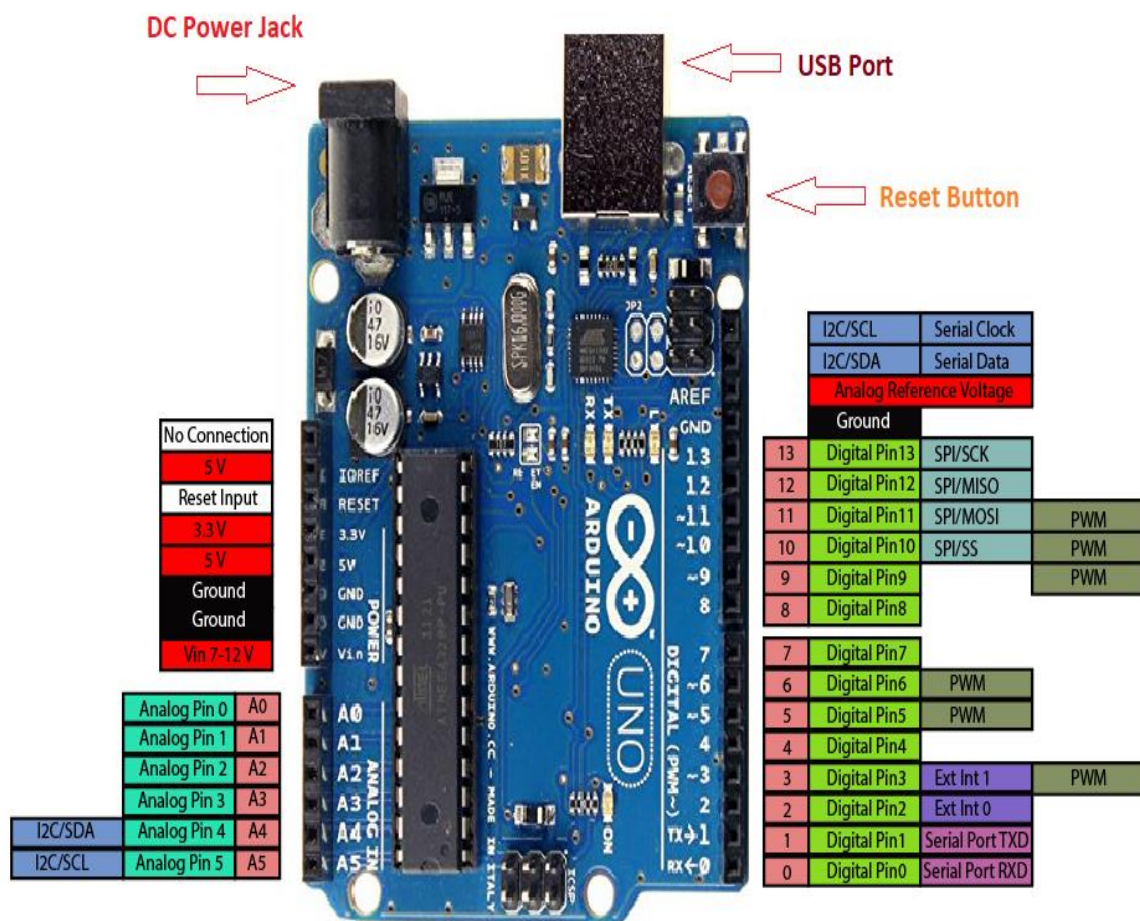 DC Power Jack
USB Port
Reset Button
I2C/SCL Serial Clock
I2C/SDA Serial Data
Analog Reference Voltage
Ground
13 Digital Pin13 SPI/SCK
12 Digital Pin12 SPI/MISO
11 Digital Pin11 SPI/MOSI PWM
10 Digital Pin10 SPI/SS PWM
9 Digital Pin9 PWM
8 Digital Pin8
7 Digital Pin7
6 Digital Pin6 PWM
5 Digital Pin5 PWM
4 Digital Pin4
3 Digital Pin3 Ext Int 1 PWM
2 Digital Pin2 Ext Int 0
1 Digital Pin1 Serial Port TXD
0 Digital Pin0 Serial Port RXD
No Connection
5 V
Reset Input
3.3 V
5 V
Ground
Ground
Vin 7-12 V
Analog Pin 0 A0
Analog Pin 1 A1
Analog Pin 2 A2
Analog Pin 3 A3
I2C/SDA Analog Pin 4 A4
I2C/SCL Analog Pin 5 A5
RESET
47
16V
47
16V
JP2
RX
TX
L
RESET
EN
AREF
GND
13
12
~11
~10
~9
8
7
~6
~5
4
~3
2
TX→1
RX←0
DIGITAL (PWM~)
IOREF
RESET
3.3V
5V
GND
GND
Vin
POWER
A0
A1
A2
A3
A4
A5
ANALOG IN
ARDUINO
UNO
WWW.ARDUINO.CC - MADE IN ITALY
ON
ICSP